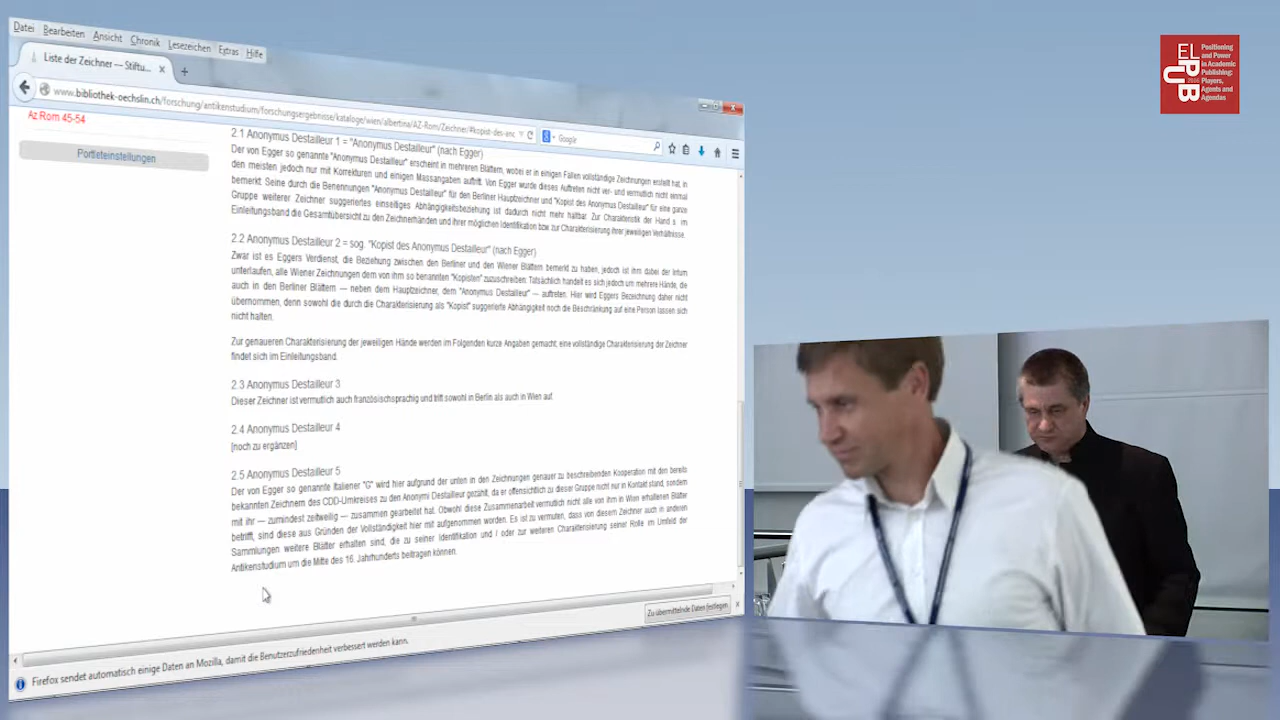 Datei Bearbeiten Ansicht Chronik Lesezeichen Extras Hilfe
Liste der Zeichner — Stiftu...
www.bibliothek-oechslin.ch/forschung/antikenstudium/forschungsergebnisse/kataloge/wien/albertina/AZ-Rom/Zeichner/#kopist-des-anc
Google
Az Rom 45-54
Portleteinstellungen
2.1 Anonymus Destailleur 1 = "Anonymus Destailleur" (nach Egger)
Der von Egger so genannte "Anonymus Destailleur" erscheint in mehreren Blättern, wobei er in einigen Fällen vollständige Zeichnungen erstellt hat, in
den meisten jedoch nur mit Korrekturen und einigen Massangaben auftritt. Von Egger wurde dieses Auftreten nicht ver- und vermutlich nicht einmal
bemerkt. Seine durch die Benennungen "Anonymus Destailleur" für den Berliner Hauptzeichner und "Kopist des Anonymus Destailleur" für eine ganze
Gruppe weiterer Zeichner suggeriertes einseitiges Abhängigkeitsbeziehung ist dadurch nicht mehr haltbar. Zur Charakteristik der Hand s. im
Einleitungsband die Gesamtübersicht zu den Zeichnerhänden und ihrer möglichen Identifikation bzw. zur Charakterisierung ihrer jeweiligen Verhältnisse.
2.2 Anonymus Destailleur 2 = sog. "Kopist des Anonymus Destailleur" (nach Egger)
Zwar ist es Eggers Verdienst, die Beziehung zwischen den Berliner und den Wiener Blättern bemerkt zu haben, jedoch ist ihm dabei der Irrtum
unterlaufen, alle Wiener Zeichnungen dem von ihm so benannten "Kopisten" zuzuschreiben. Tatsächlich handelt es sich jedoch um mehrere Hände, die
auch in den Berliner Blättern — neben dem Hauptzeichner, dem "Anonymus Destailleur" — auftreten. Hier wird Eggers Bezeichnung daher nicht
übernommen, denn sowohl die durch die Charakterisierung als "Kopist" suggerierte Abhängigkeit noch die Beschränkung auf eine Person lassen sich
nicht halten.
Zur genaueren Charakterisierung der jeweiligen Hände werden im Folgenden kurze Angaben gemacht, eine vollständige Charakterisierung der Zeichner
findet sich im Einleitungsband.
2.3 Anonymus Destailleur 3
Dieser Zeichner ist vermutlich auch französischsprachig und tritt sowohl in Berlin als auch in Wien auf.
2.4 Anonymus Destailleur 4
[noch zu ergänzen]
2.5 Anonymus Destailleur 5
Der von Egger so genannte Italiener "G" wird hier aufgrund der unten in den Zeichnungen genauer zu beschreibenden Kooperation mit den bereits
bekannten Zeichnern des CDD-Umkreises zu den Anonymi Destailleur gezählt, da er offensichtlich zu dieser Gruppe nicht nur in Kontakt stand, sondern
mit ihr — zumindest zeitweilig — zusammen gearbeitet hat. Obwohl diese Zusammenarbeit vermutlich nicht alle von ihm in Wien erhaltenen Blätter
betrifft, sind diese aus Gründen der Vollständigkeit hier mit aufgenommen worden. Es ist zu vermuten, dass von diesem Zeichner auch in anderen
Sammlungen weitere Blätter erhalten sind, die zu seiner Identifikation und / oder zur weiteren Charakterisierung seiner Rolle im Umfeld der
Antikenstudium um die Mitte des 16. Jahrhunderts beitragen können.
Zu übermittelnde Daten festlegen
Firefox sendet automatisch einige Daten an Mozilla, damit die Benutzerzufriedenheit verbessert werden kann.
ELPUB
2016
Positioning
and Power
in Academic
Publishing:
Players,
Agents and
Agendas